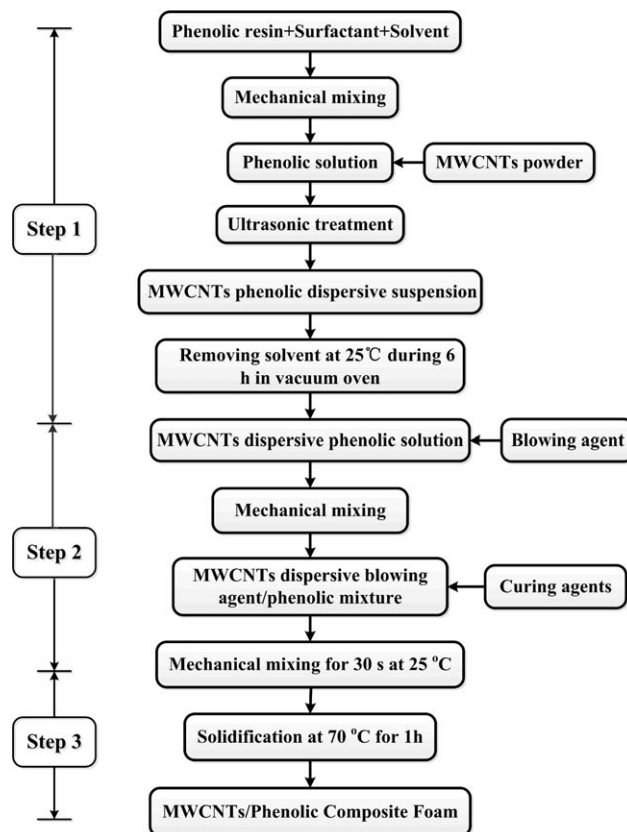 Phenolic resin+Surfactant+Solvent
Mechanical mixing
Phenolic solution
MWCNTs powder
Step 1
Ultrasonic treatment
MWCNTs phenolic dispersive suspension
Removing solvent at 25℃ during 6
h in vacuum oven
MWCNTs dispersive phenolic solution
Blowing agent
Mechanical mixing
Step 2
MWCNTs dispersive blowing
agent/phenolic mixture
Curing agents
Mechanical mixing for 30 s at 25 °C
Step 3
Solidification at 70 °C for 1h
MWCNTs/Phenolic Composite Foam